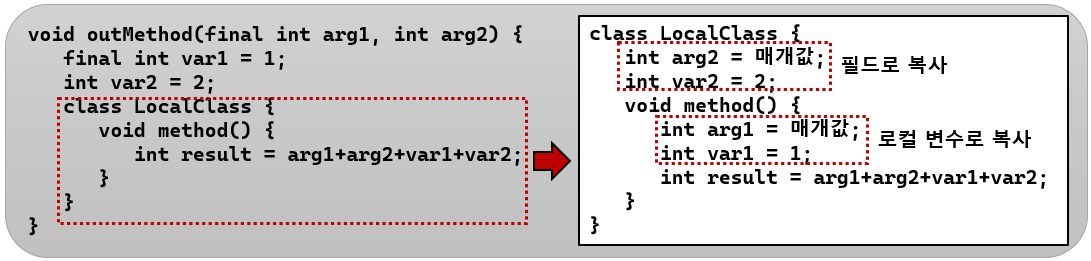 void outMethod(final int arg1, int arg2) {
final int var1 = 1;
int var2 = 2;
class LocalClass {
void method() {
int result = arg1+arg2+var1+var2;
}
}
}
class LocalClass {
int arg2 = 매개값;
int var2 = 2;
필드로 복사
void method() {
int arg1 = 매개값;
int var1 = 1;
로컬 변수로 복사
int result = arg1+arg2+var1+var2;
}
}